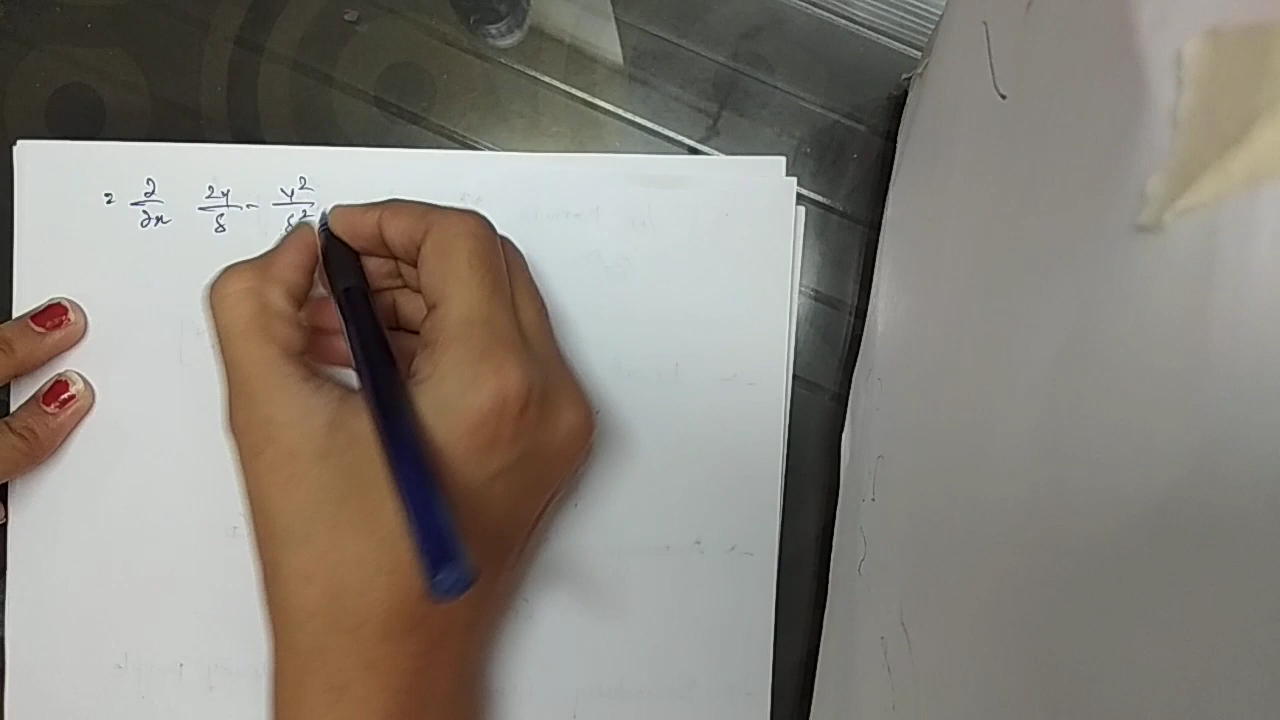 = ∂/∂x 2y/δ - y²/δ²